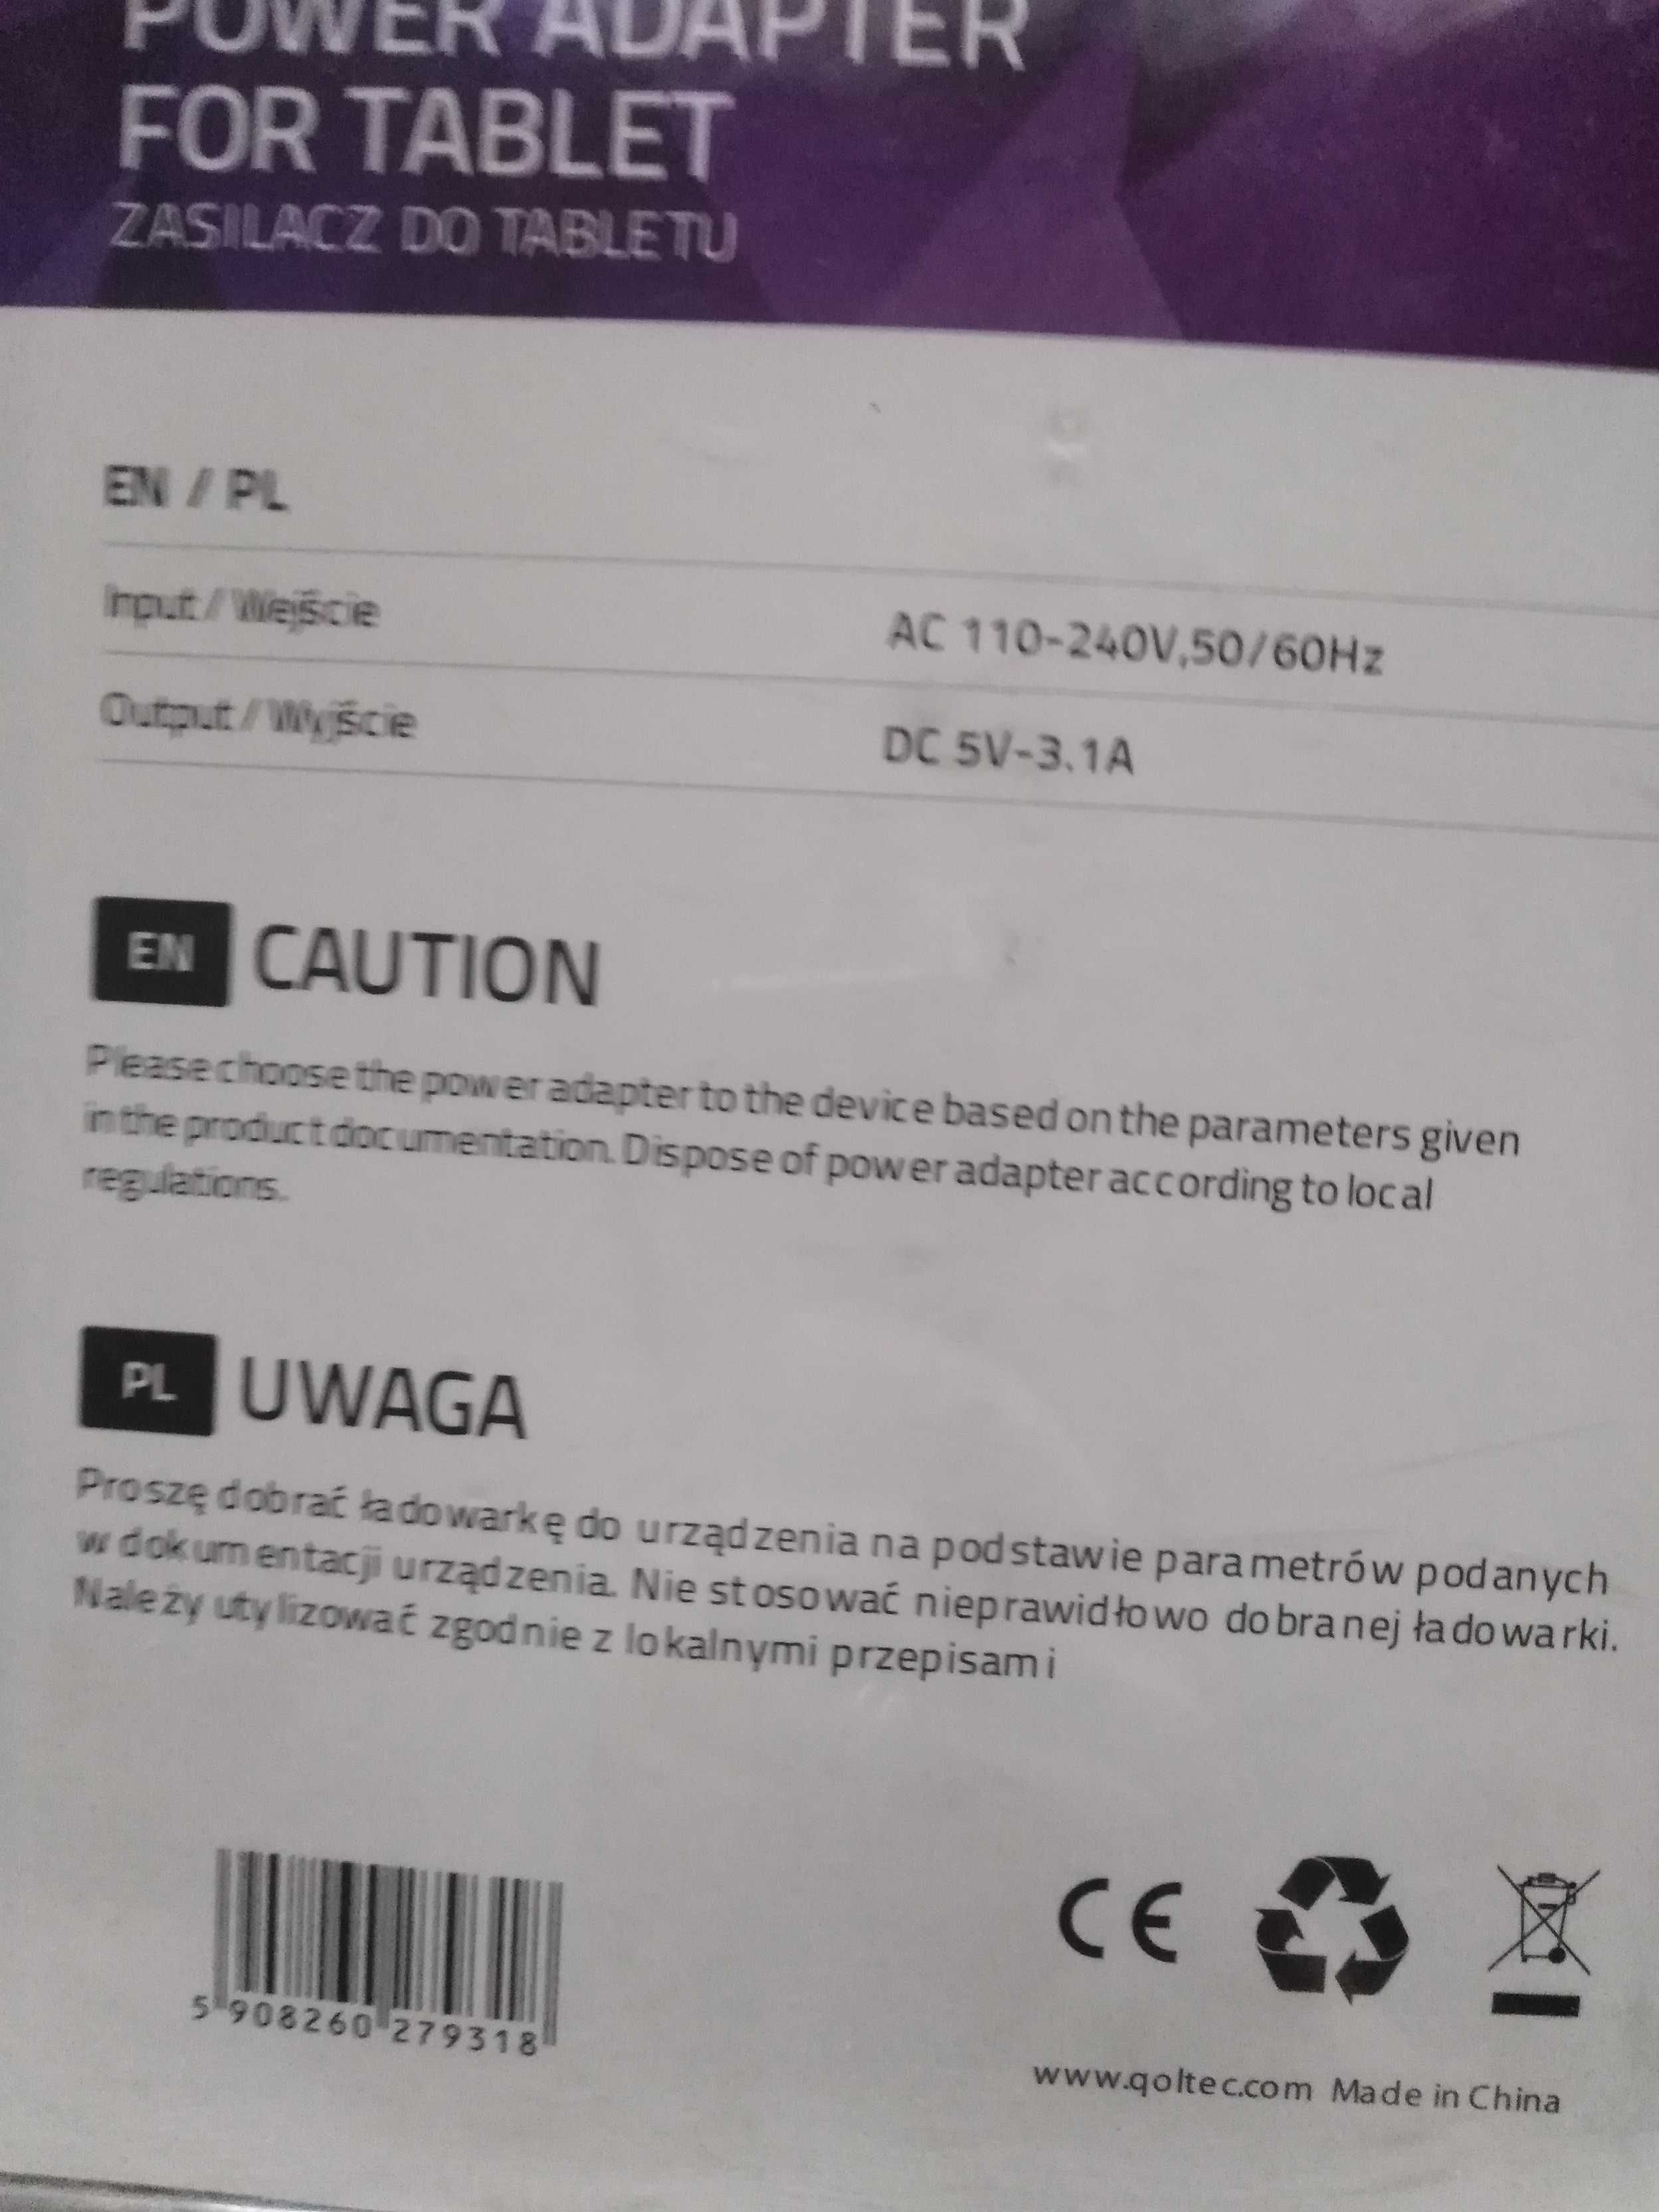 POWER ADAPTER
FOR TABLET
ZASILACZ DO TABLETU
EN / PL
Input / Wejście AC 110-240V,50/60Hz
Output / Wyjście DC 5V-3.1A
EN CAUTION
Please choose the power adapter to the device based on the parameters given
in the product documentation. Dispose of power adapter according to local
regulations.
PL UWAGA
Proszę dobrać ładowarkę do urządzenia na podstawie parametrów podanych
w dokumentacji urządzenia. Nie stosować nieprawidłowo dobranej ładowarki.
Należy utylizować zgodnie z lokalnymi przepisami
CE
5 908260 279318
www.qoltec.com Made in China